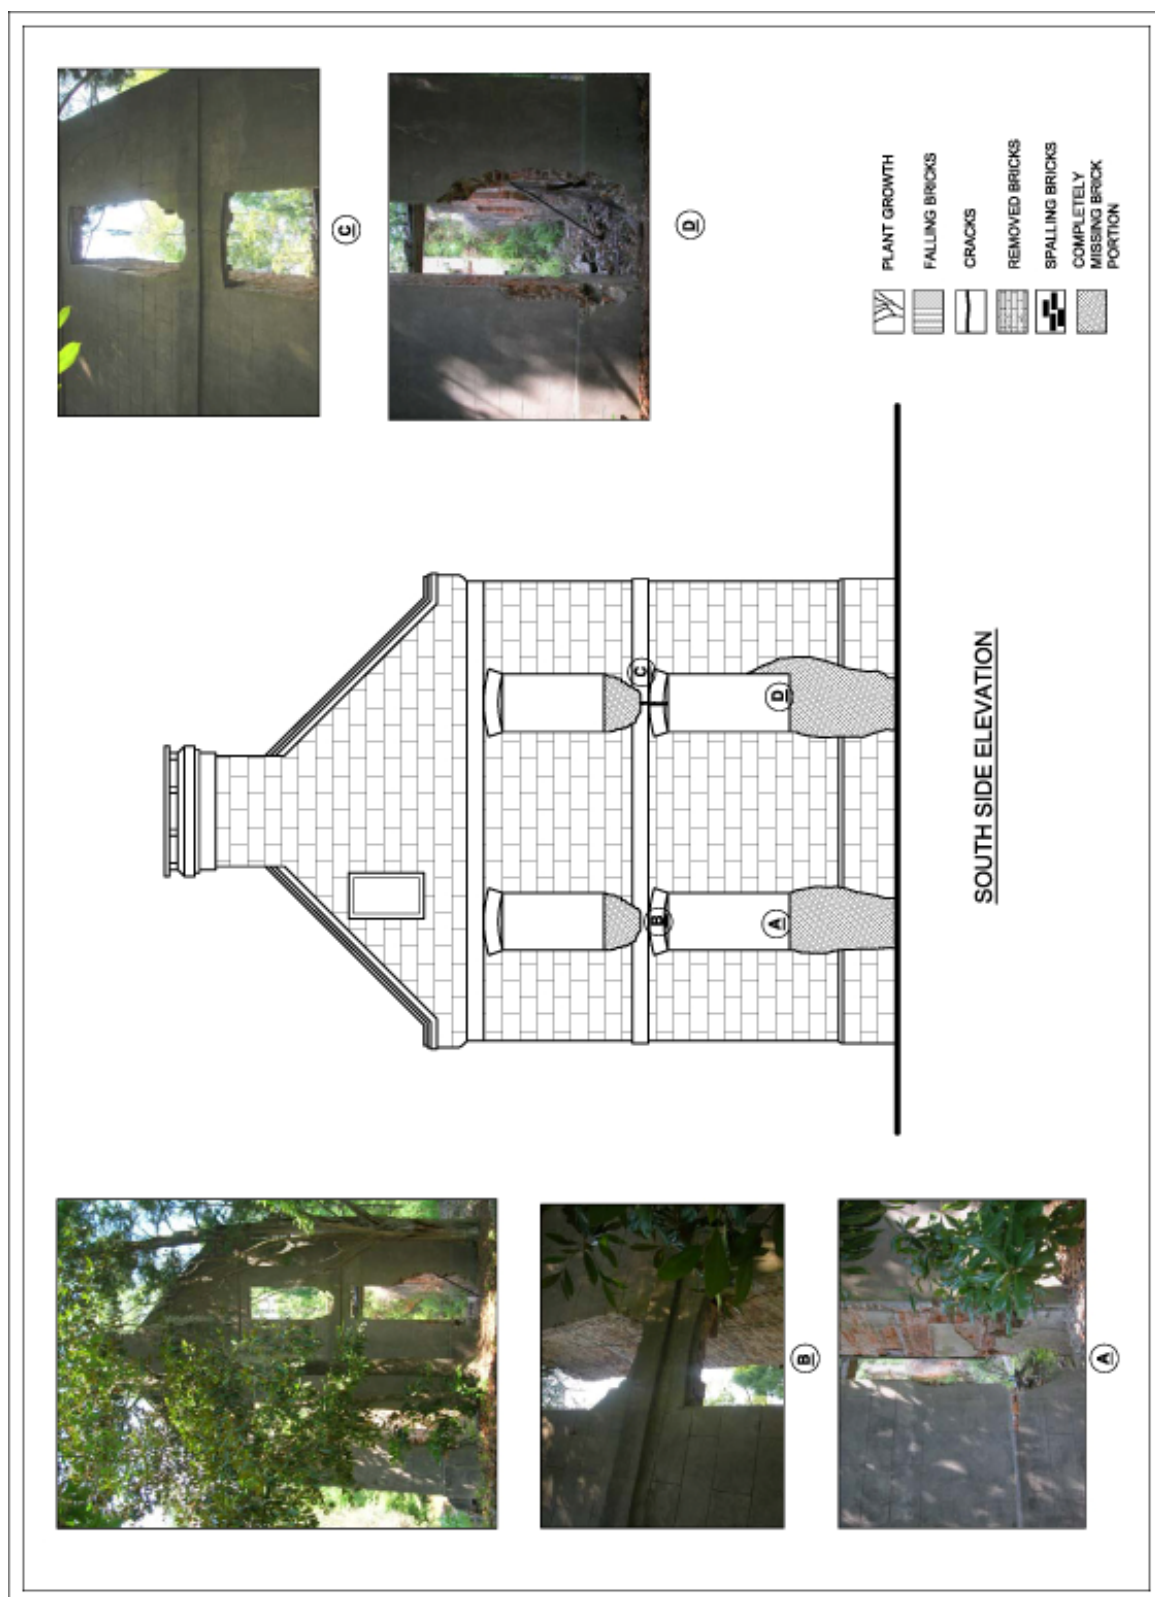 C
D
PLANT GROWTH
FALLING BRICKS
CRACKS
REMOVED BRICKS
SPALLING BRICKS
COMPLETELY
MISSING BRICK
PORTION
C
D
B
A
SOUTH SIDE ELEVATION
B
A